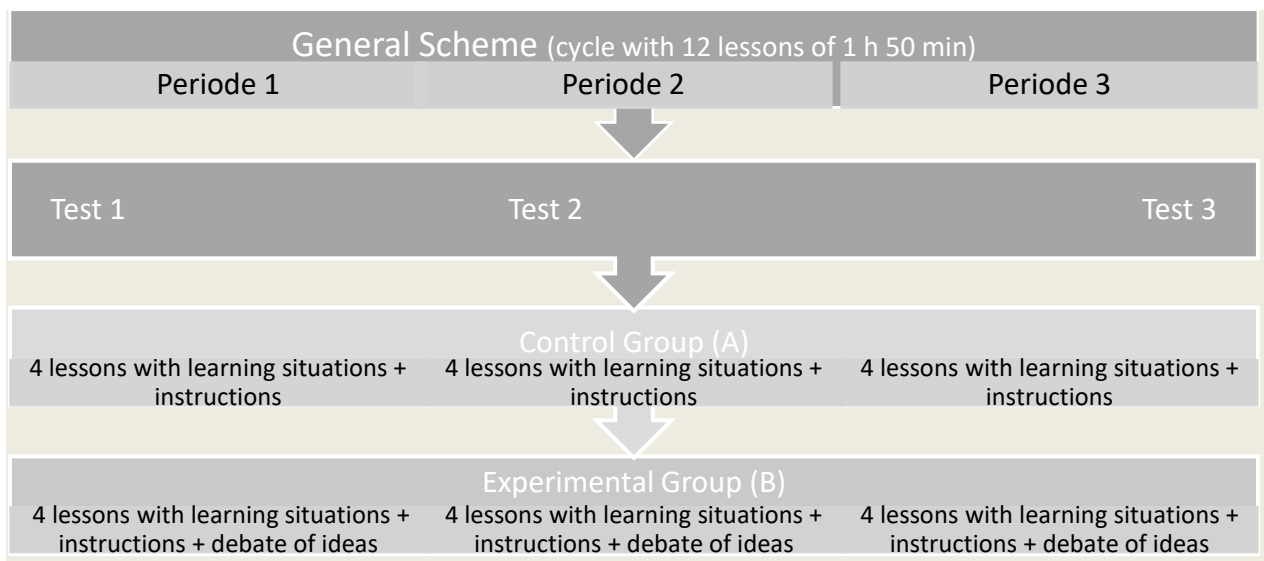 General Scheme (cycle with 12 lessons of 1 h 50 min)
Periode 1 Periode 2 Periode 3
Test 1 Test 2 Test 3
Control Group (A)
4 lessons with learning situations + 4 lessons with learning situations + 4 lessons with learning situations +
instructions instructions instructions
Experimental Group (B)
4 lessons with learning situations + 4 lessons with learning situations + 4 lessons with learning situations +
instructions + debate of ideas instructions + debate of ideas instructions + debate of ideas